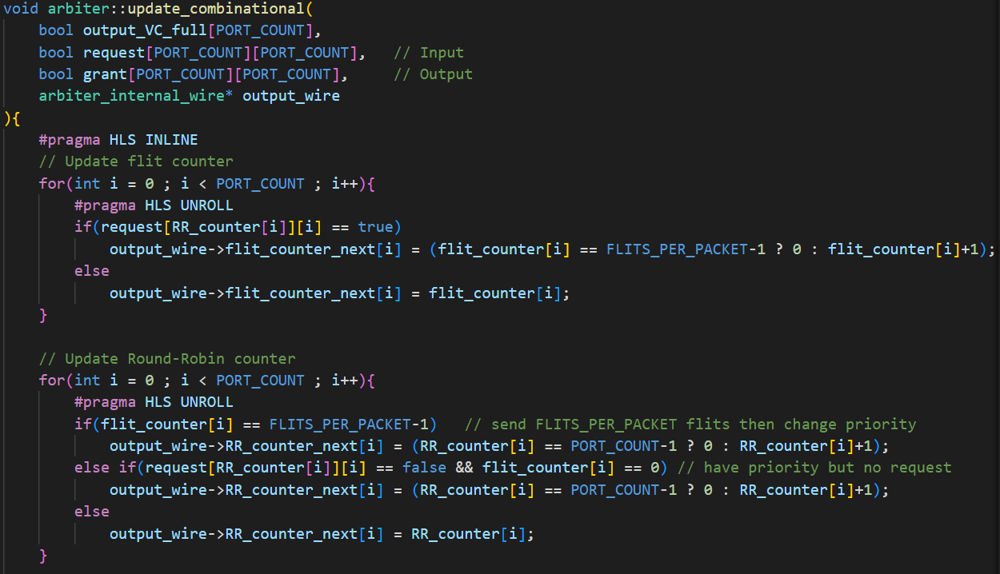 void arbiter::update_combinational(
    bool output_VC_full[PORT_COUNT],
    bool request[PORT_COUNT][PORT_COUNT],   // Input
    bool grant[PORT_COUNT][PORT_COUNT],     // Output
    arbiter_internal_wire* output_wire
){
    #pragma HLS INLINE
    // Update flit counter
    for(int i = 0 ; i < PORT_COUNT ; i++){
        #pragma HLS UNROLL
        if(request[RR_counter[i]][i] == true)
            output_wire->flit_counter_next[i] = (flit_counter[i] == FLITS_PER_PACKET-1 ? 0 : flit_counter[i]+1);
        else
            output_wire->flit_counter_next[i] = flit_counter[i];
    }

    // Update Round-Robin counter
    for(int i = 0 ; i < PORT_COUNT ; i++){
        #pragma HLS UNROLL
        if(flit_counter[i] == FLITS_PER_PACKET-1)   // send FLITS_PER_PACKET flits then change priority
            output_wire->RR_counter_next[i] = (RR_counter[i] == PORT_COUNT-1 ? 0 : RR_counter[i]+1);
        else if(request[RR_counter[i]][i] == false && flit_counter[i] == 0) // have priority but no request
            output_wire->RR_counter_next[i] = (RR_counter[i] == PORT_COUNT-1 ? 0 : RR_counter[i]+1);
        else
            output_wire->RR_counter_next[i] = RR_counter[i];
    }